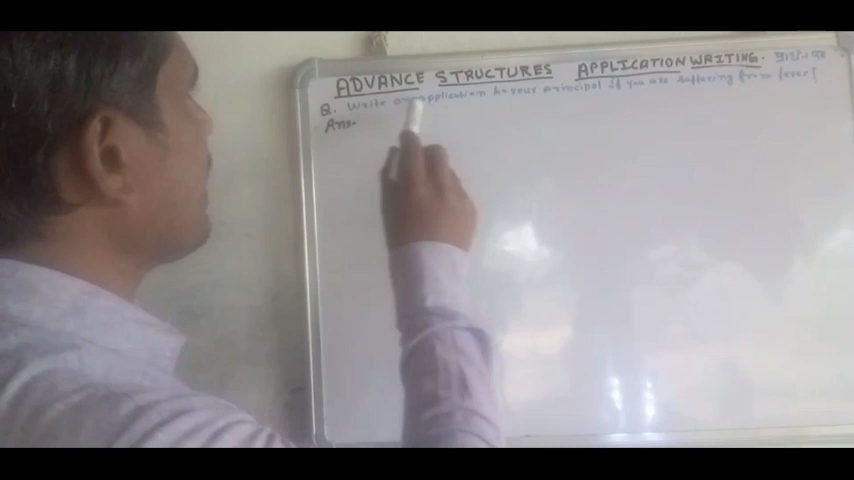 ADVANCE STRUCTURES APPLICATION WRITING. प्रार्थना पत्र
Q. Write an application to your principal if you are suffering from fever?
Ans.